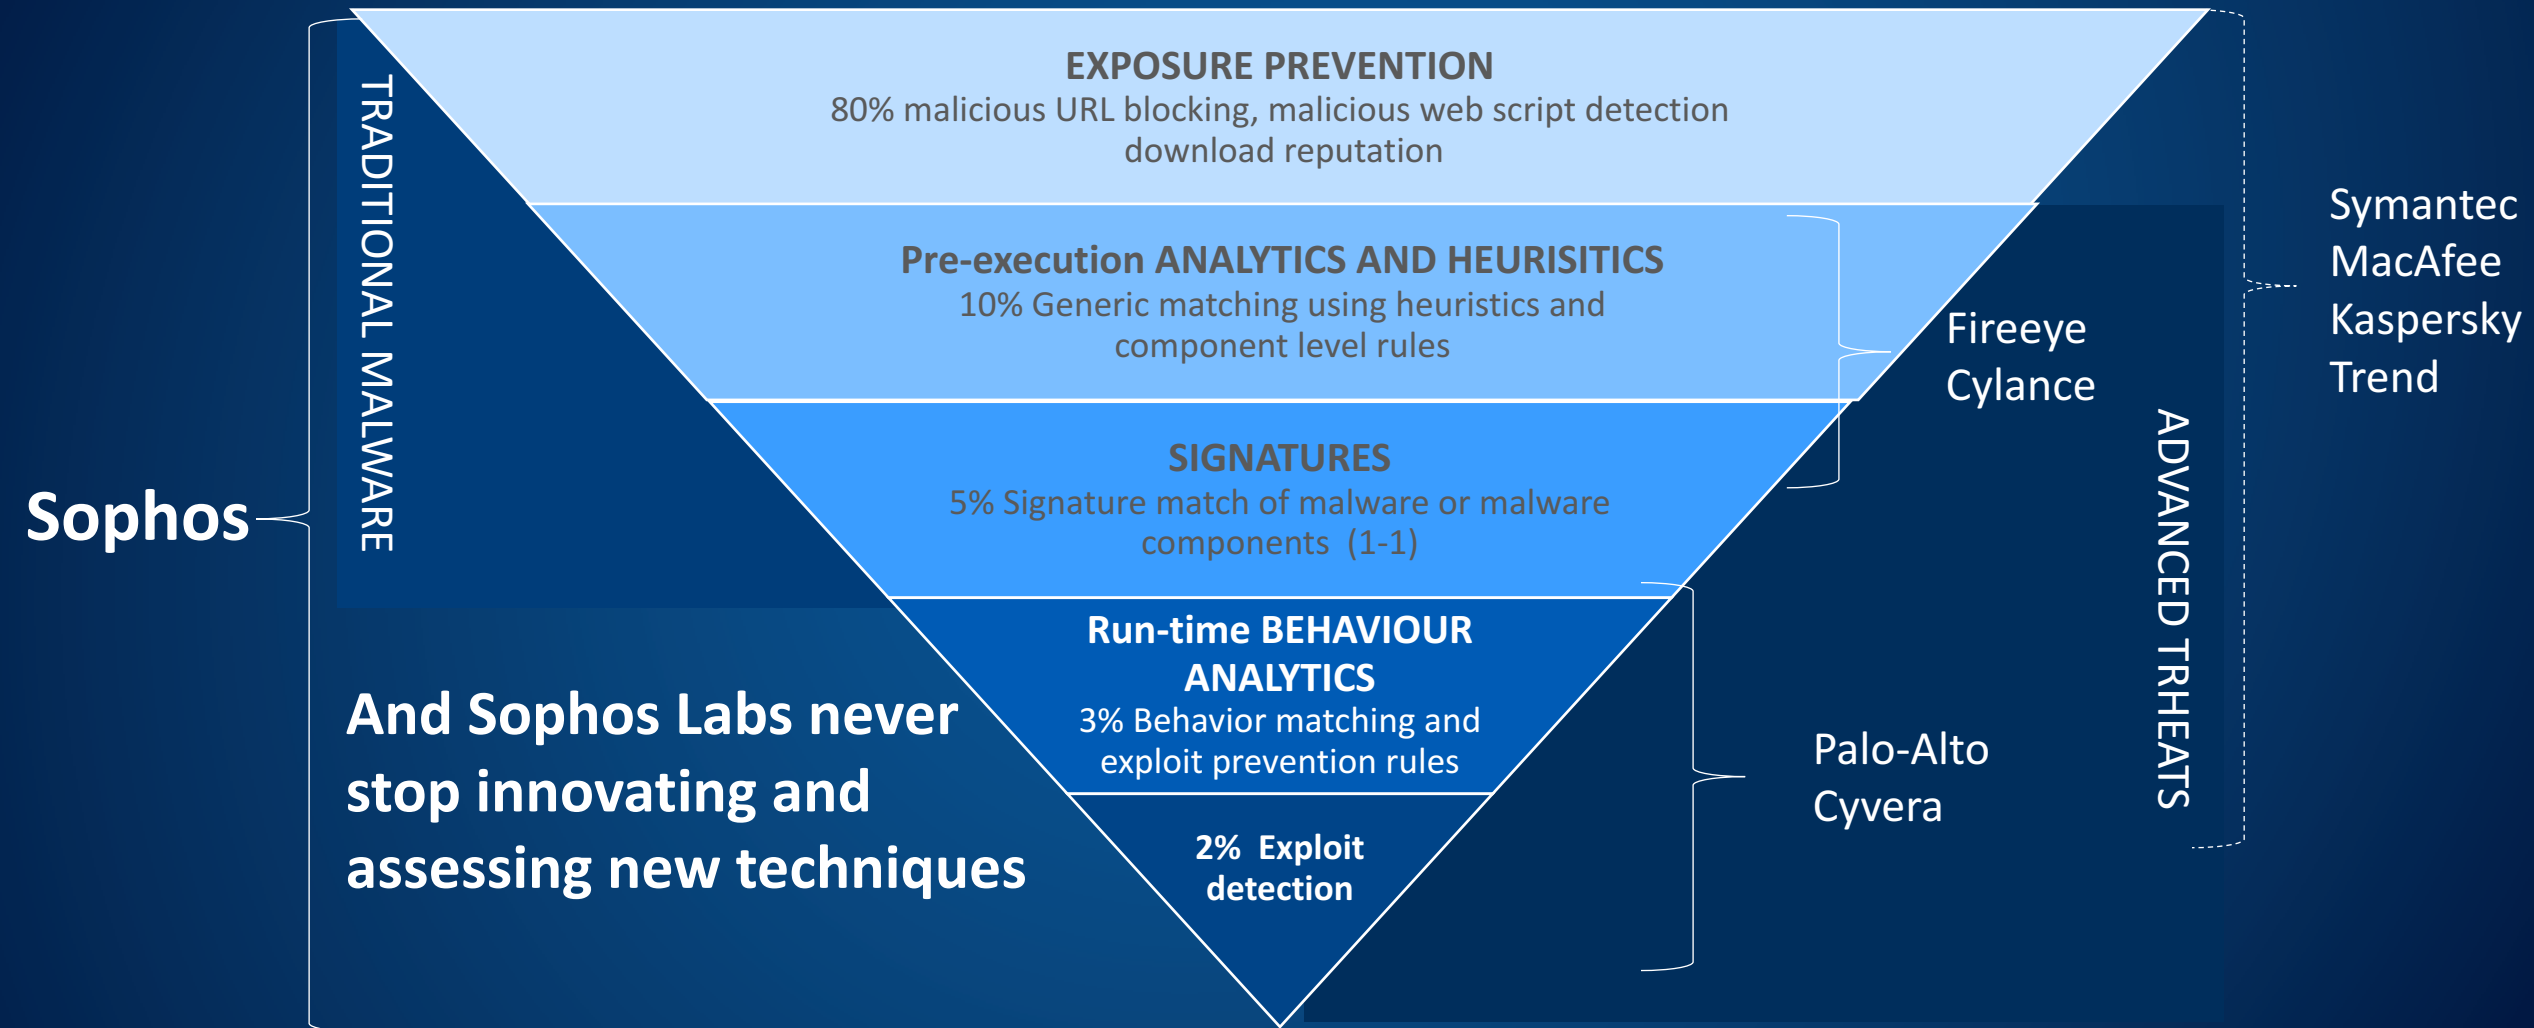 EXPOSURE PREVENTION
80% malicious URL blocking, malicious web script detection
download reputation
TRADITIONAL MALWARE
Pre-execution ANALYTICS AND HEURISITICS
10% Generic matching using heuristics and
component level rules
Symantec
MacAfee
Kaspersky
Trend
Fireeye
Cylance
SIGNATURES
5% Signature match of malware or malware
components (1-1)
Sophos
ADVANCED TRHEATS
Run-time BEHAVIOUR
ANALYTICS
3% Behavior matching and
exploit prevention rules
And Sophos Labs never
stop innovating and
assessing new techniques
Palo-Alto
Cyvera
2% Exploit
detection